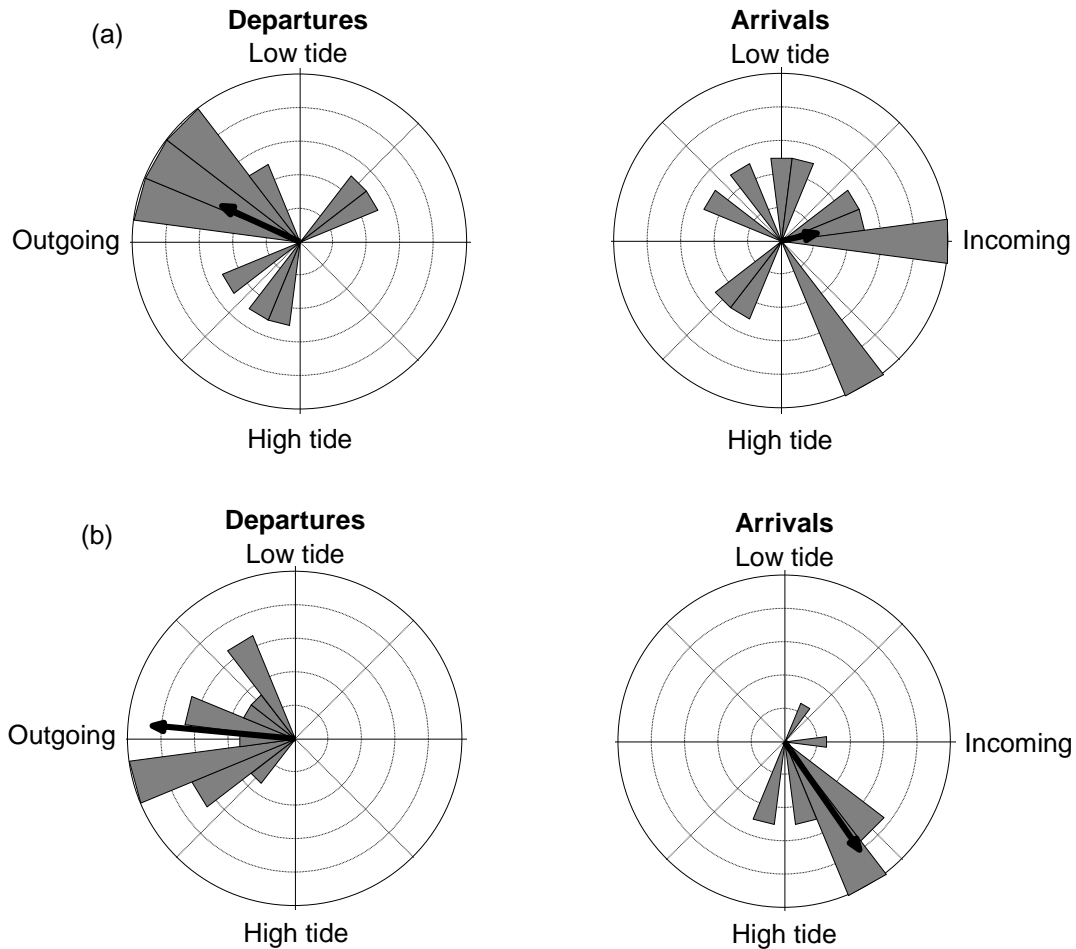 (a)
Departures
Low tide
Outgoing
High tide
Arrivals
Low tide
Incoming
High tide
(b)
Departures
Low tide
Outgoing
High tide
Arrivals
Low tide
Incoming
High tide